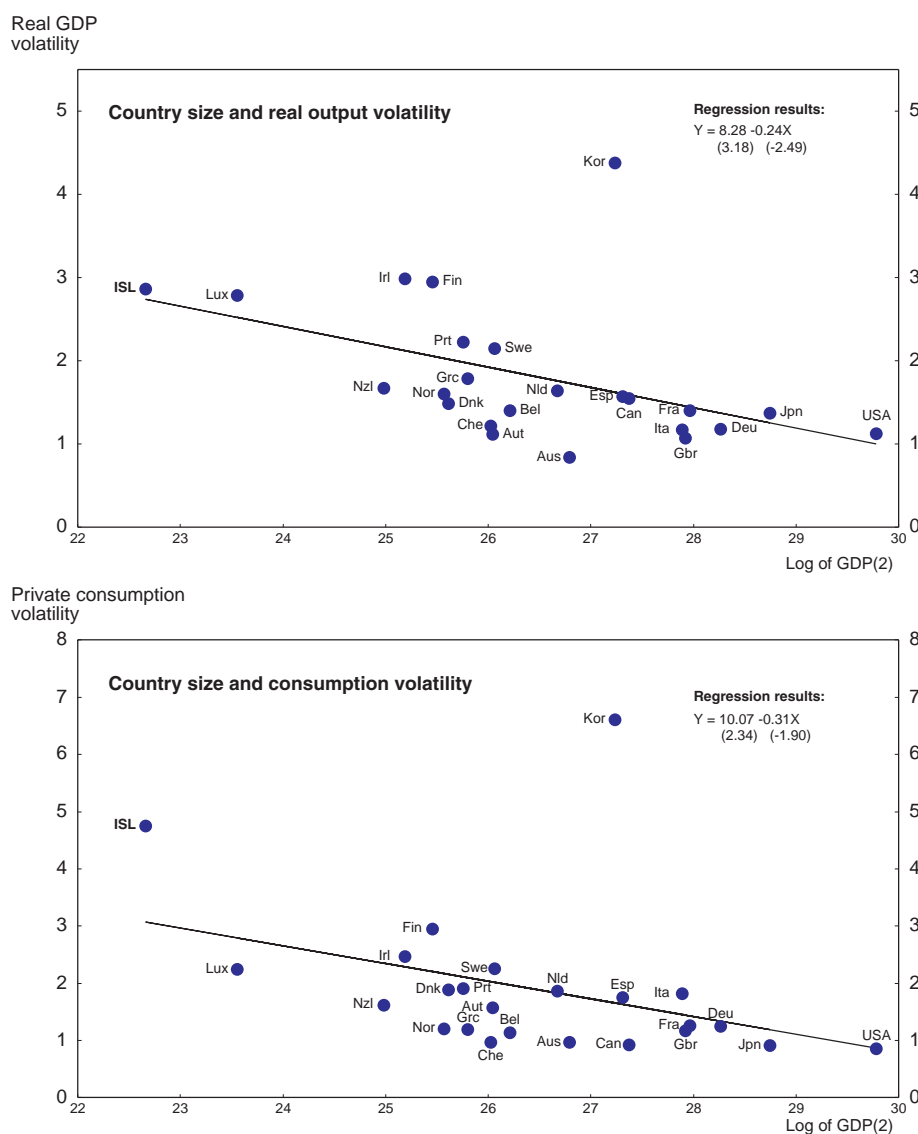 Real GDP
volatility
Country size and real output volatility
Regression results:
Y = 8.28 -0.24X
(3.18) (-2.49)
5 5
4 4
3 3
2 2
1 1
0 0
Kor
Irl
Fin
ISL
Lux
Prt
Swe
Grc
Nzl
Nor
Dnk
Bel
Nld
Esp
Can
Fra
Jpn
USA
Che
Aut
Ita
Deu
Gbr
Aus
22 23 24 25 26 27 28 29 30
Log of GDP(2)
Private consumption
volatility
Country size and consumption volatility
Regression results:
Y = 10.07 -0.31X
(2.34) (-1.90)
8 8
7 7
6 6
5 5
4 4
3 3
2 2
1 1
0 0
Kor
ISL
Fin
Irl
Lux
Swe
Nld
Dnk
Prt
Esp
Ita
Nzl
Aut
Nor
Grc
Bel
Fra
Deu
Che
Aus
Can
Gbr
Jpn
USA
22 23 24 25 26 27 28 29 30
Log of GDP(2)